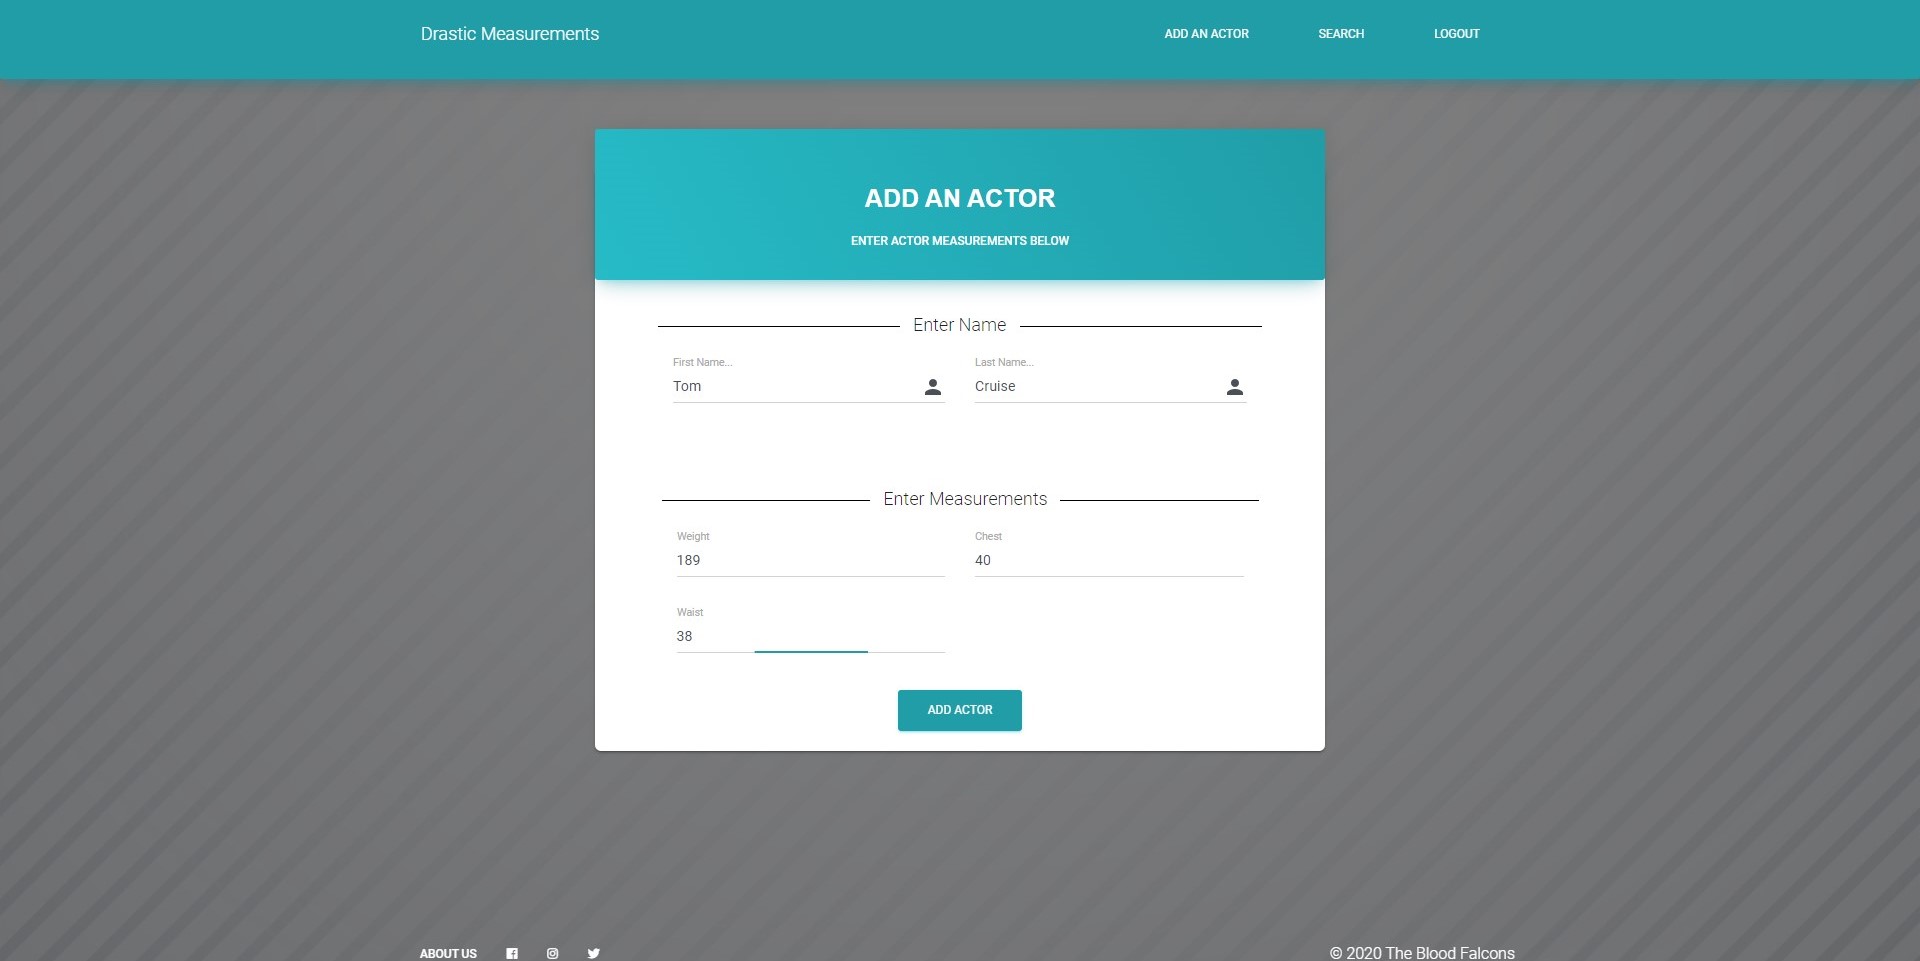 Drastic Measurements
ADD AN ACTOR
SEARCH
LOGOUT
ADD AN ACTOR
ENTER ACTOR MEASUREMENTS BELOW
Enter Name
First Name...
Last Name...
Tom
Cruise
Enter Measurements
Weight
Chest
189
40
Waist
38
ADD ACTOR
ABOUT US
© 2020 The Blood Falcons